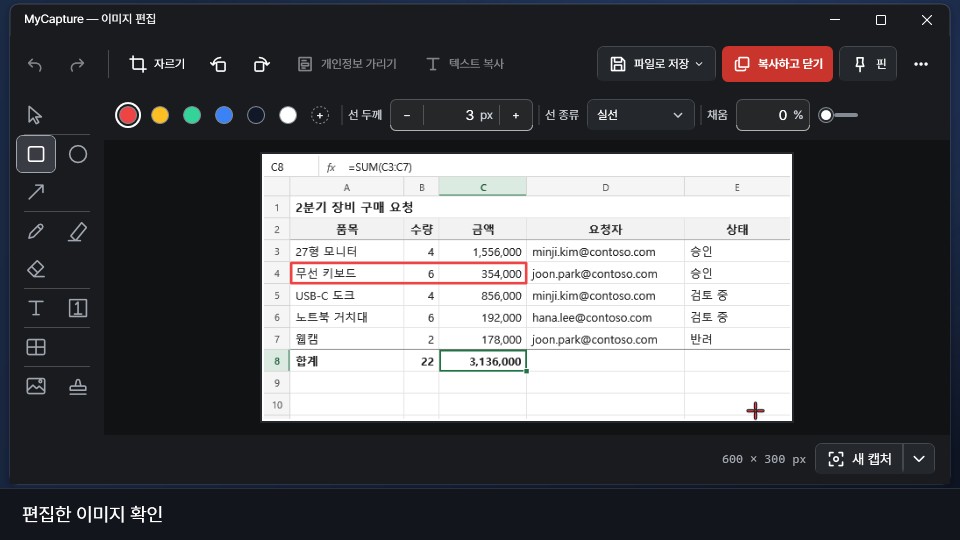 MyCapture — 이미지 편집
자르기 개인정보 가리기 텍스트 복사 파일로 저장 복사하고 닫기 핀
선 두께 − 3 px + 선 종류 실선 채움 0 %
C8 fx =SUM(C3:C7)
A B C D E
1 2분기 장비 구매 요청
2 품목 수량 금액 요청자 상태
3 27형 모니터 4 1,556,000 minji.kim@contoso.com 승인
4 무선 키보드 6 354,000 joon.park@contoso.com 승인
5 USB-C 도크 4 856,000 minji.kim@contoso.com 검토 중
6 노트북 거치대 6 192,000 hana.lee@contoso.com 검토 중
7 웹캠 2 178,000 joon.park@contoso.com 반려
8 합계 22 3,136,000
9
10
600 × 300 px 새 캡처
편집한 이미지 확인